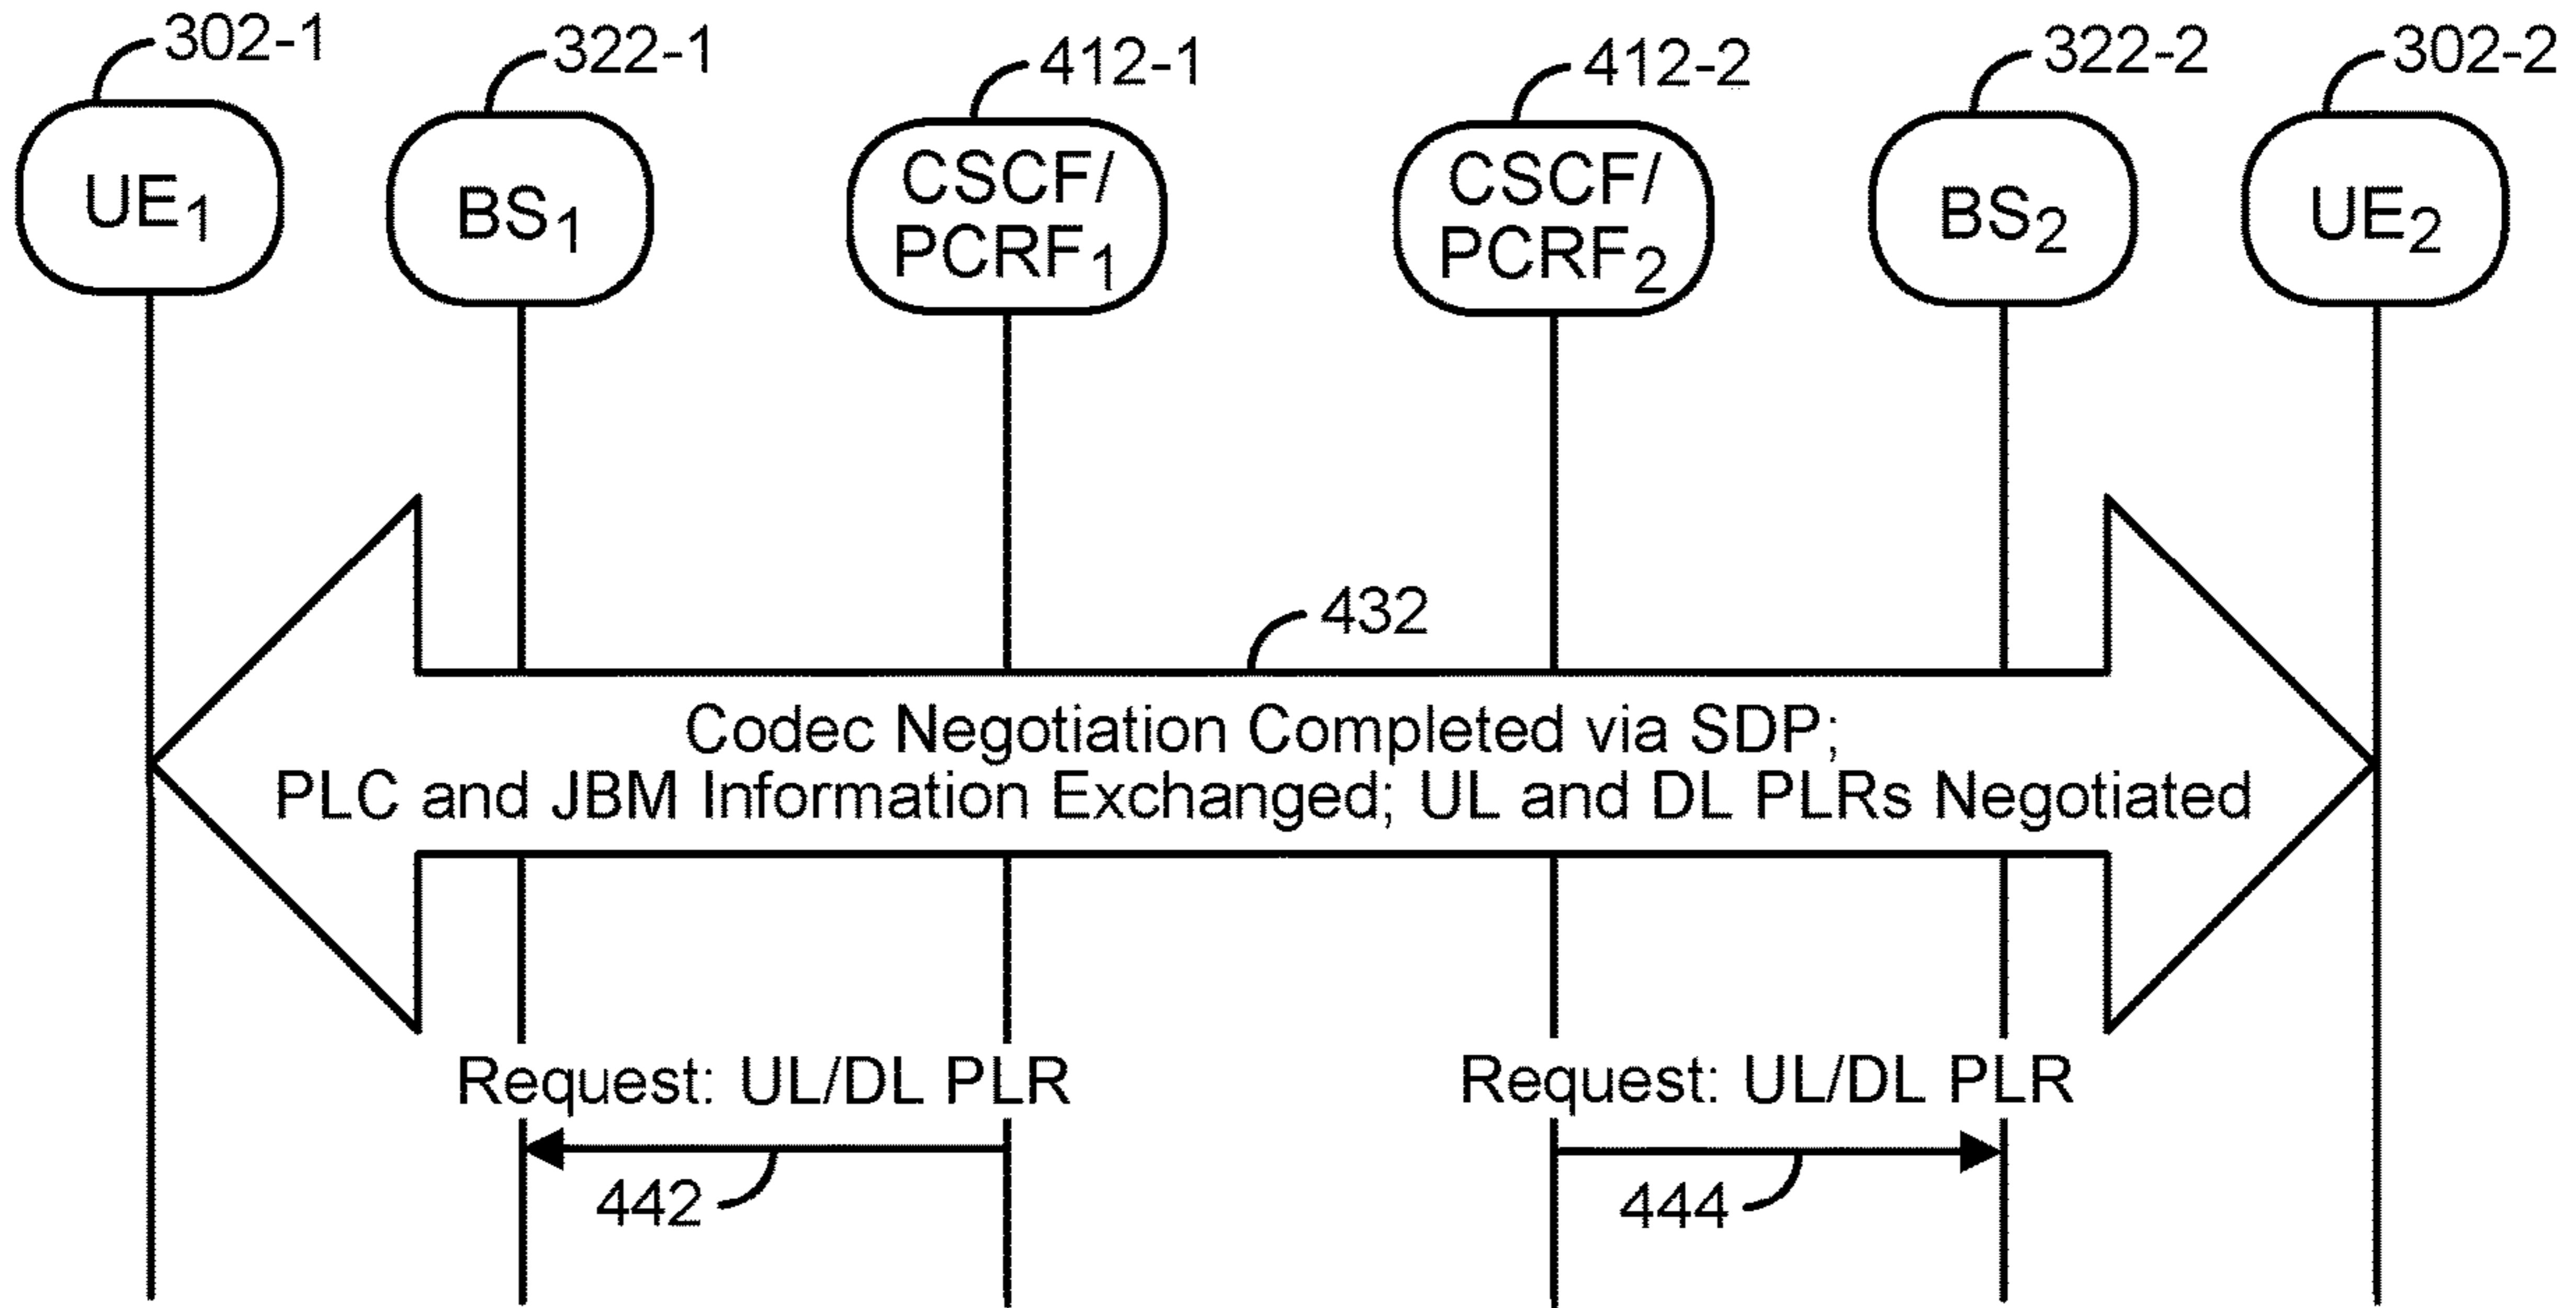 302-1
322-1
412-1
412-2
322-2
302-2
UE1
BS1
CSCF/
PCRF1
CSCF/
PCRF2
BS2
UE2
432
Codec Negotiation Completed via SDP;
PLC and JBM Information Exchanged; UL and DL PLRs Negotiated
Request: UL/DL PLR
Request: UL/DL PLR
442
444